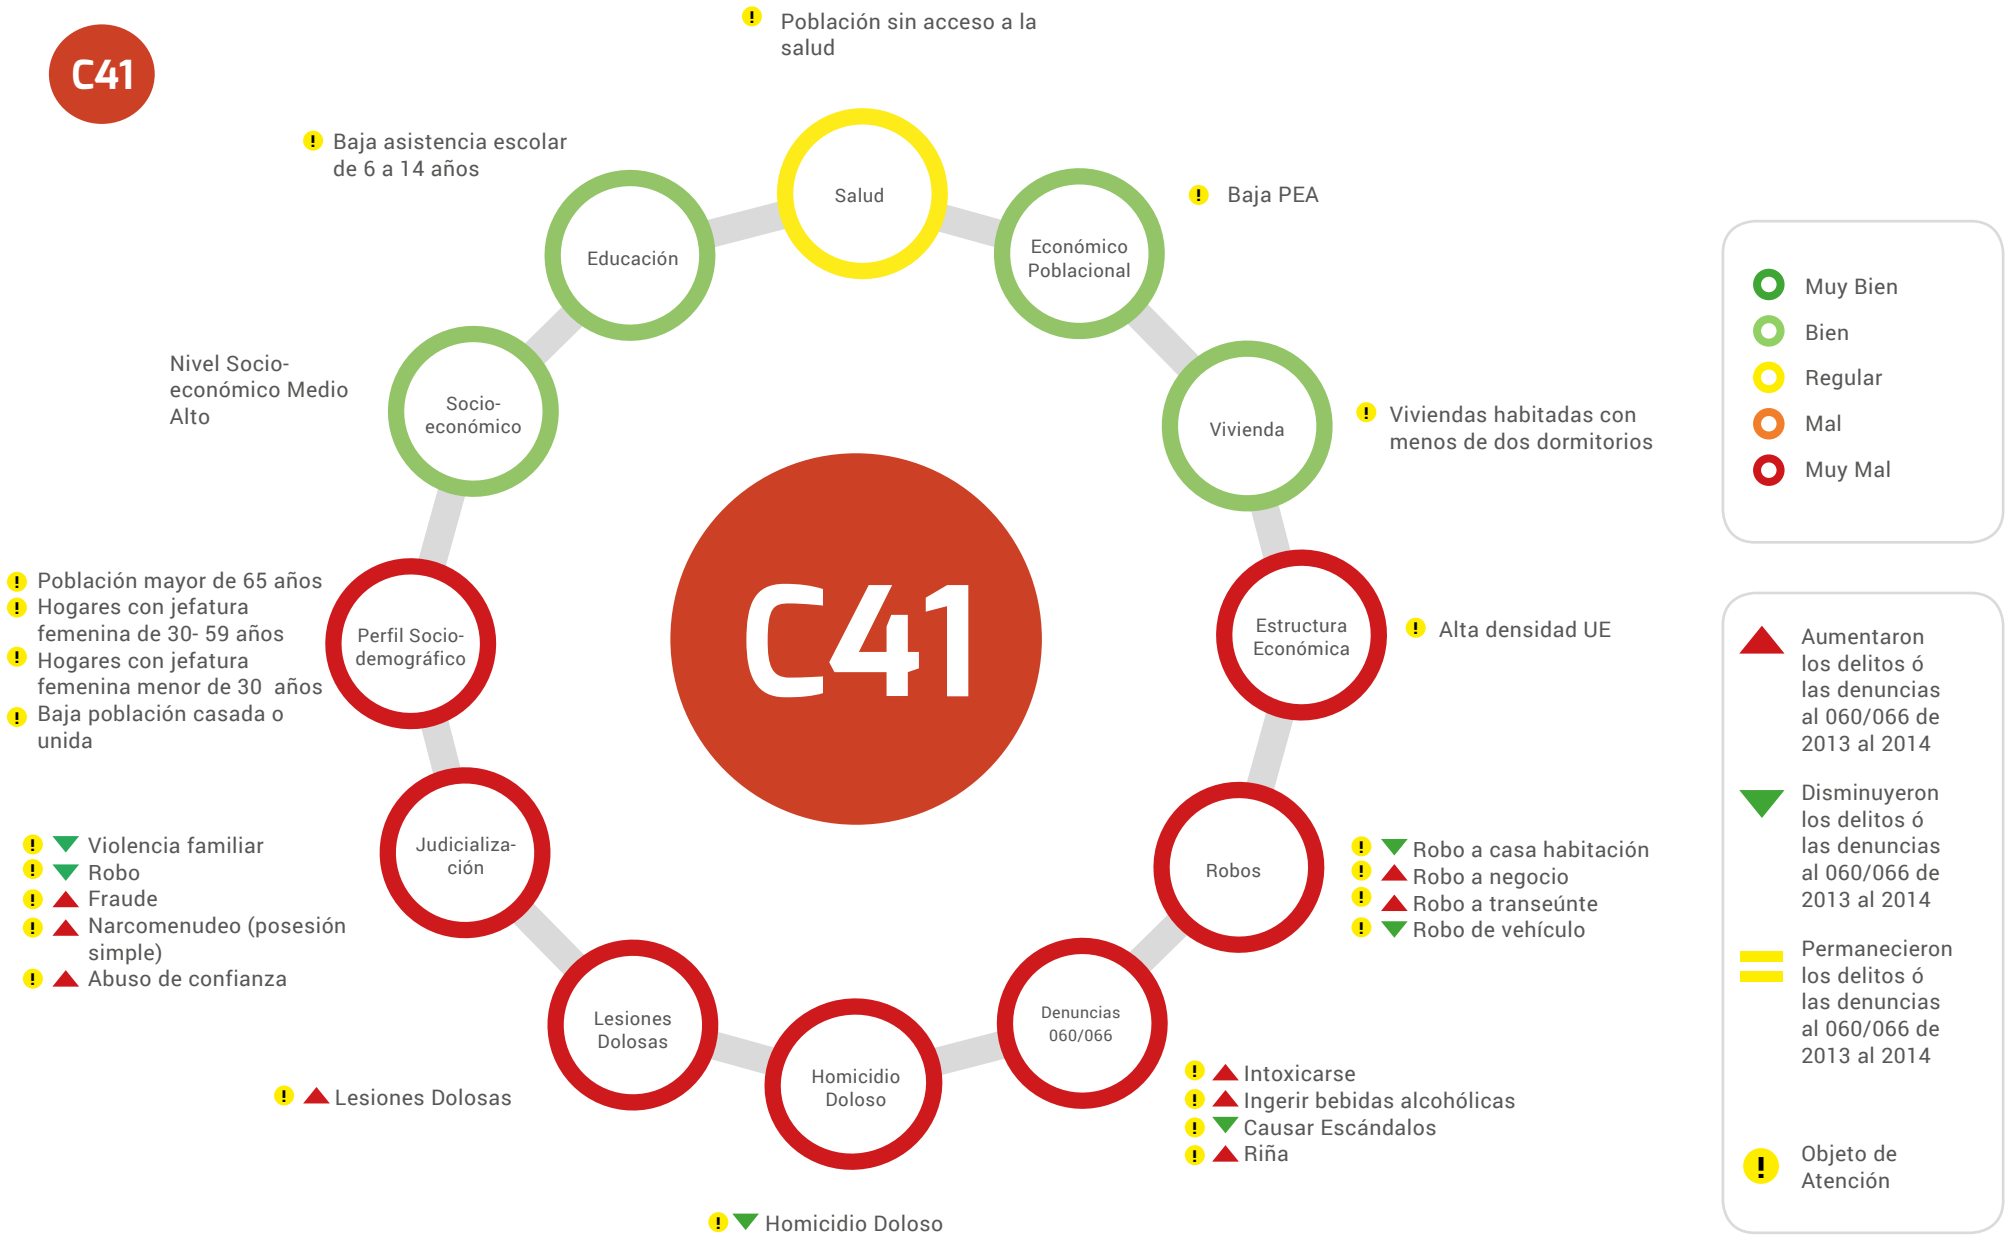 C41
! Población sin acceso a la
salud
! Baja asistencia escolar
de 6 a 14 años
Salud
Educación
Económico
Poblacional
! Baja PEA
Nivel Socio-
económico Medio
Alto
Socio-
económico
Vivienda
! Viviendas habitadas con
menos de dos dormitorios
C41
! Población mayor de 65 años
! Hogares con jefatura
femenina de 30- 59 años
! Hogares con jefatura
femenina menor de 30  años
! Baja población casada o
unida
Perfil Socio-
demográfico
Estructura
Económica
! Alta densidad UE
Judicializa-
ción
! Violencia familiar
! Robo
! Fraude
! Narcomenudeo (posesión
simple)
! Abuso de confianza
Robos
! Robo a casa habitación
! Robo a negocio
! Robo a transeúnte
! Robo de vehículo
Lesiones
Dolosas
! Lesiones Dolosas
Homicidio
Doloso
! Homicidio Doloso
Denuncias
060/066
! Intoxicarse
! Ingerir bebidas alcohólicas
! Causar Escándalos
! Riña
Muy Bien
Bien
Regular
Mal
Muy Mal
Aumentaron
los delitos ó
las denuncias
al 060/066 de
2013 al 2014
Disminuyeron
los delitos ó
las denuncias
al 060/066 de
2013 al 2014
Permanecieron
los delitos ó
las denuncias
al 060/066 de
2013 al 2014
! Objeto de
Atención